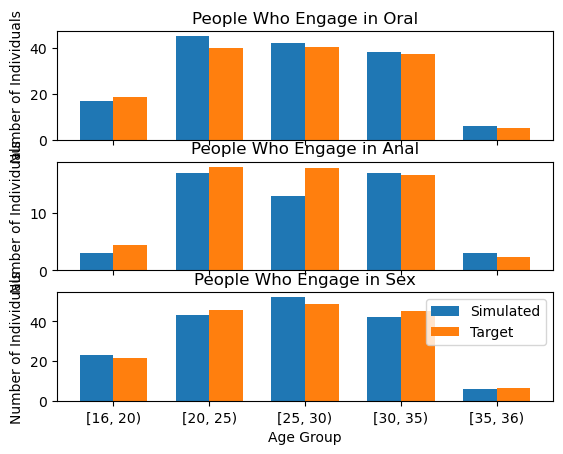 People Who Engage in Oral
Number of Individuals
40
20
0
People Who Engage in Anal
Number of Individuals
10
0
People Who Engage in Sex
Number of Individuals
40
20
0
Simulated
Target
[16, 20) [20, 25) [25, 30) [30, 35) [35, 36)
Age Group